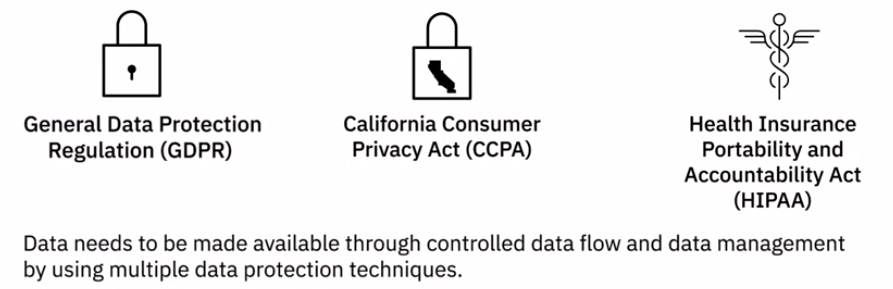 General Data Protection
Regulation (GDPR)
California Consumer
Privacy Act (CCPA)
Health Insurance
Portability and
Accountability Act
(HIPAA)
Data needs to be made available through controlled data flow and data management
by using multiple data protection techniques.